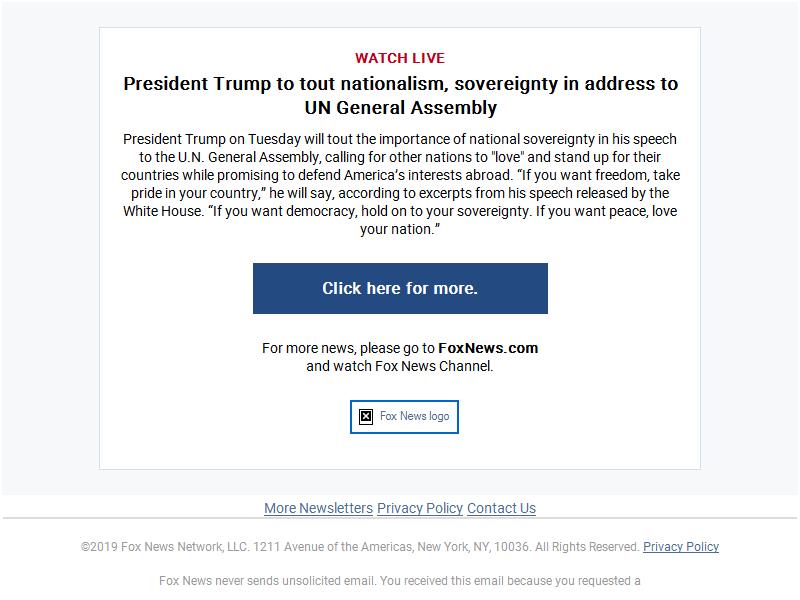 WATCH LIVE
President Trump to tout nationalism, sovereignty in address to
UN General Assembly
President Trump on Tuesday will tout the importance of national sovereignty in his speech
to the U.N. General Assembly, calling for other nations to "love" and stand up for their
countries while promising to defend America’s interests abroad. “If you want freedom, take
pride in your country,” he will say, according to excerpts from his speech released by the
White House. “If you want democracy, hold on to your sovereignty. If you want peace, love
your nation.”
Click here for more.
For more news, please go to FoxNews.com
and watch Fox News Channel.
Fox News logo
More Newsletters Privacy Policy Contact Us
©2019 Fox News Network, LLC. 1211 Avenue of the Americas, New York, NY, 10036. All Rights Reserved. Privacy Policy
Fox News never sends unsolicited email. You received this email because you requested a